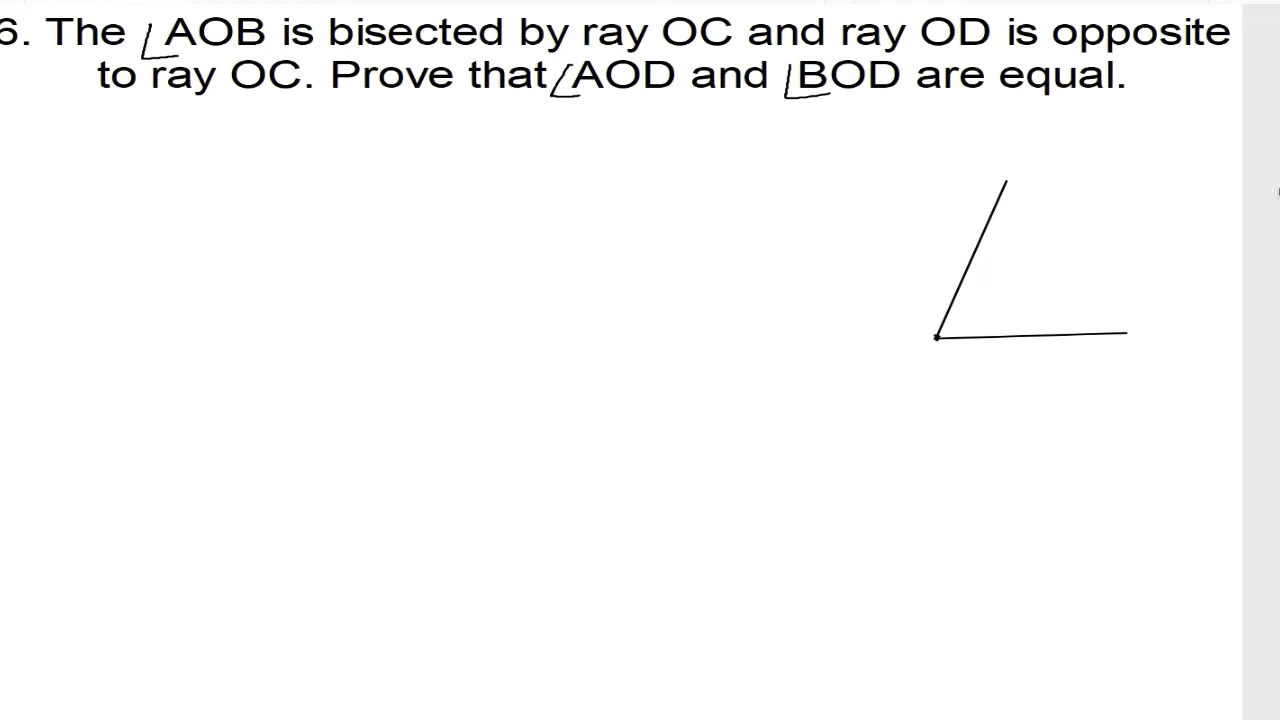 6. The ∠AOB is bisected by ray OC and ray OD is opposite
to ray OC. Prove that ∠AOD and ∠BOD are equal.